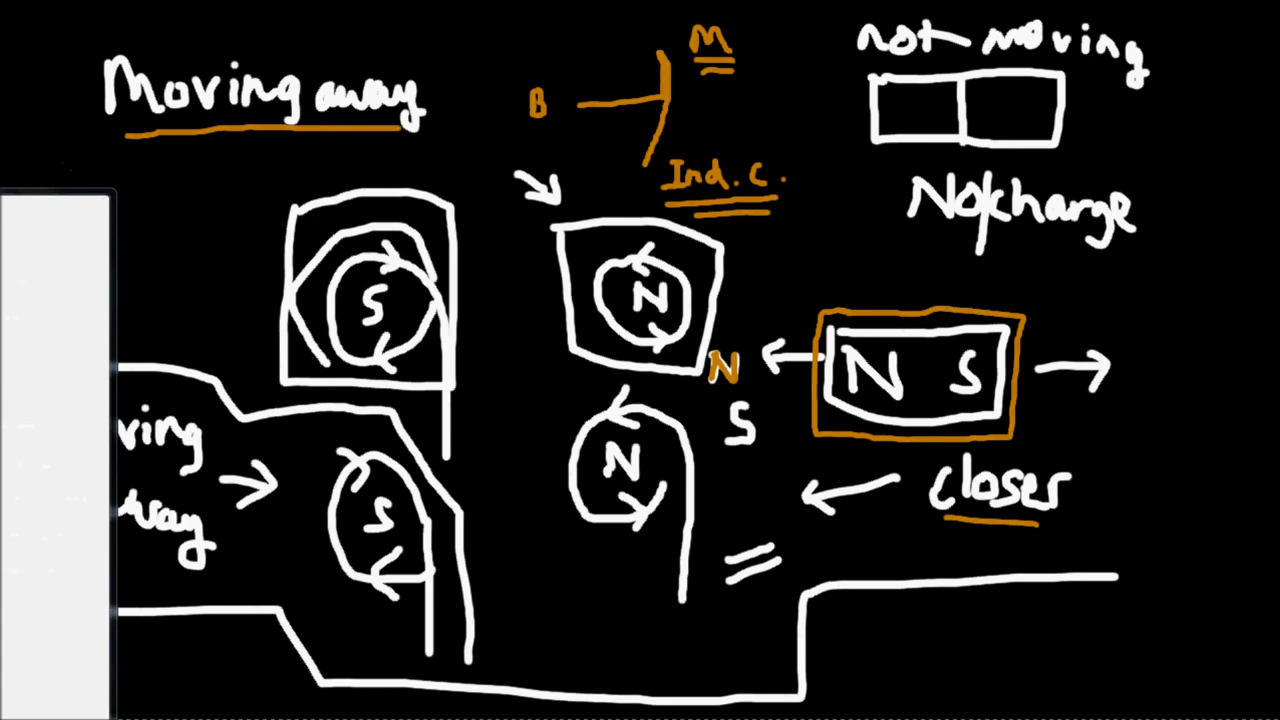 M
not moving
Moving away
B
Ind. C.
No charge
S
N
N
N S
S
N
S
closer
ving
way